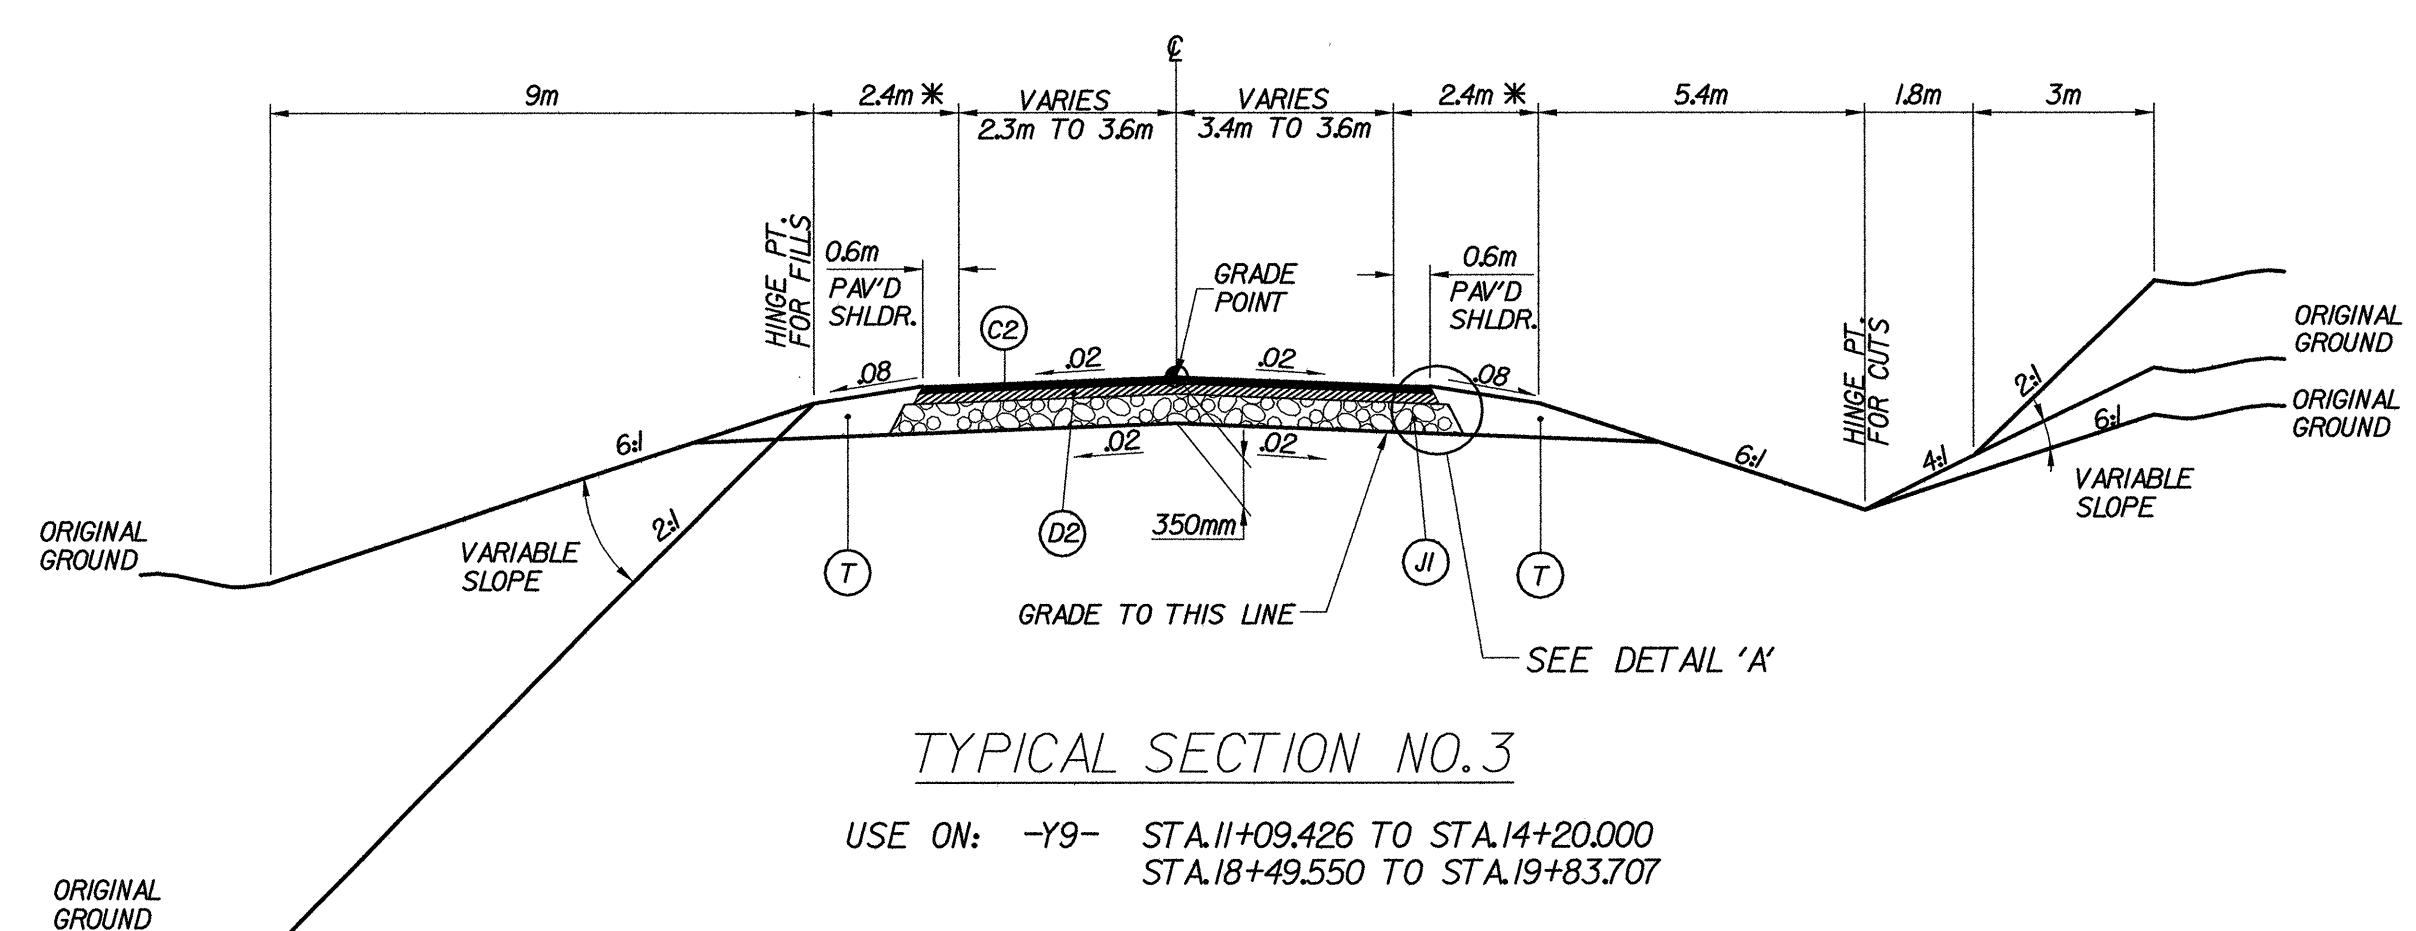 ℄
9m
2.4m *
VARIES
2.3m TO 3.6m
VARIES
3.4m TO 3.6m
2.4m *
5.4m
1.8m
3m
HINGE PT.
FOR FILLS
0.6m
PAV'D
SHLDR.
C2
GRADE
POINT
0.6m
PAV'D
SHLDR.
HINGE PT.
FOR CUTS
ORIGINAL
GROUND
ORIGINAL
GROUND
.08
.02
.02
.08
2:1
6:1
4:1
6:1
6:1
.02
.02
VARIABLE
SLOPE
ORIGINAL
GROUND
VARIABLE
SLOPE
2:1
T
D2
350mm
J1
T
GRADE TO THIS LINE
SEE DETAIL 'A'
TYPICAL SECTION NO.3
USE ON: -Y9- STA.11+09.426 TO STA.14+20.000
STA.18+49.550 TO STA.19+83.707
ORIGINAL
GROUND